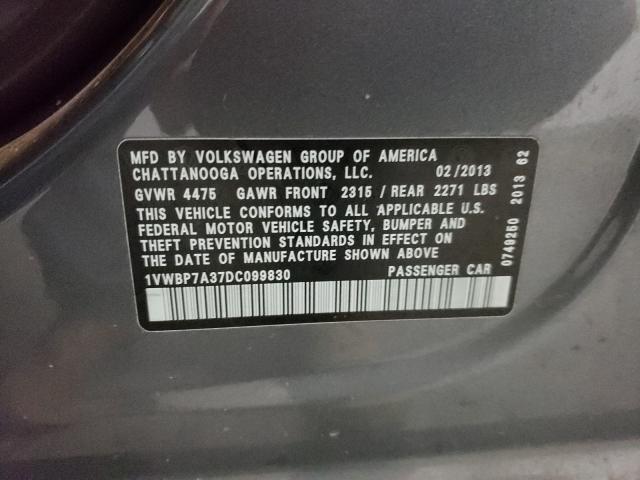 MFD BY VOLKSWAGEN GROUP OF AMERICA
CHATTANOOGA OPERATIONS, LLC. 02/2013
GVWR 4475 GAWR FRONT 2315 / REAR 2271 LBS
THIS VEHICLE CONFORMS TO ALL APPLICABLE U.S.
FEDERAL MOTOR VEHICLE SAFETY, BUMPER AND
THEFT PREVENTION STANDARDS IN EFFECT ON
THE DATE OF MANUFACTURE SHOWN ABOVE
1VWBP7A37DC099830 PASSENGER CAR
0749250 2013 62